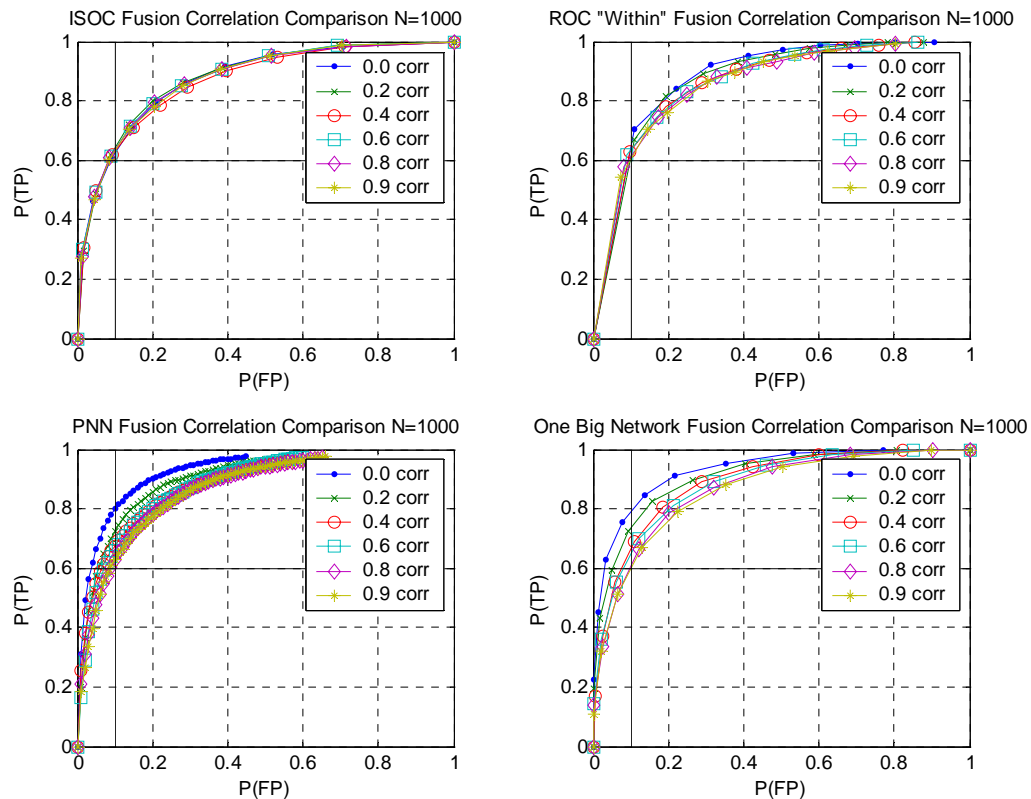 ISOC Fusion Correlation Comparison N=1000
P(TP)
1
0.8
0.6
0.4
0.2
0
0.0 corr
0.2 corr
0.4 corr
0.6 corr
0.8 corr
0.9 corr
0 0.2 0.4 0.6 0.8 1
P(FP)
ROC "Within" Fusion Correlation Comparison N=1000
P(TP)
1
0.8
0.6
0.4
0.2
0
0.0 corr
0.2 corr
0.4 corr
0.6 corr
0.8 corr
0.9 corr
0 0.2 0.4 0.6 0.8 1
P(FP)
PNN Fusion Correlation Comparison N=1000
P(TP)
1
0.8
0.6
0.4
0.2
0
0.0 corr
0.2 corr
0.4 corr
0.6 corr
0.8 corr
0.9 corr
0 0.2 0.4 0.6 0.8 1
P(FP)
One Big Network Fusion Correlation Comparison N=1000
P(TP)
1
0.8
0.6
0.4
0.2
0
0.0 corr
0.2 corr
0.4 corr
0.6 corr
0.8 corr
0.9 corr
0 0.2 0.4 0.6 0.8 1
P(FP)